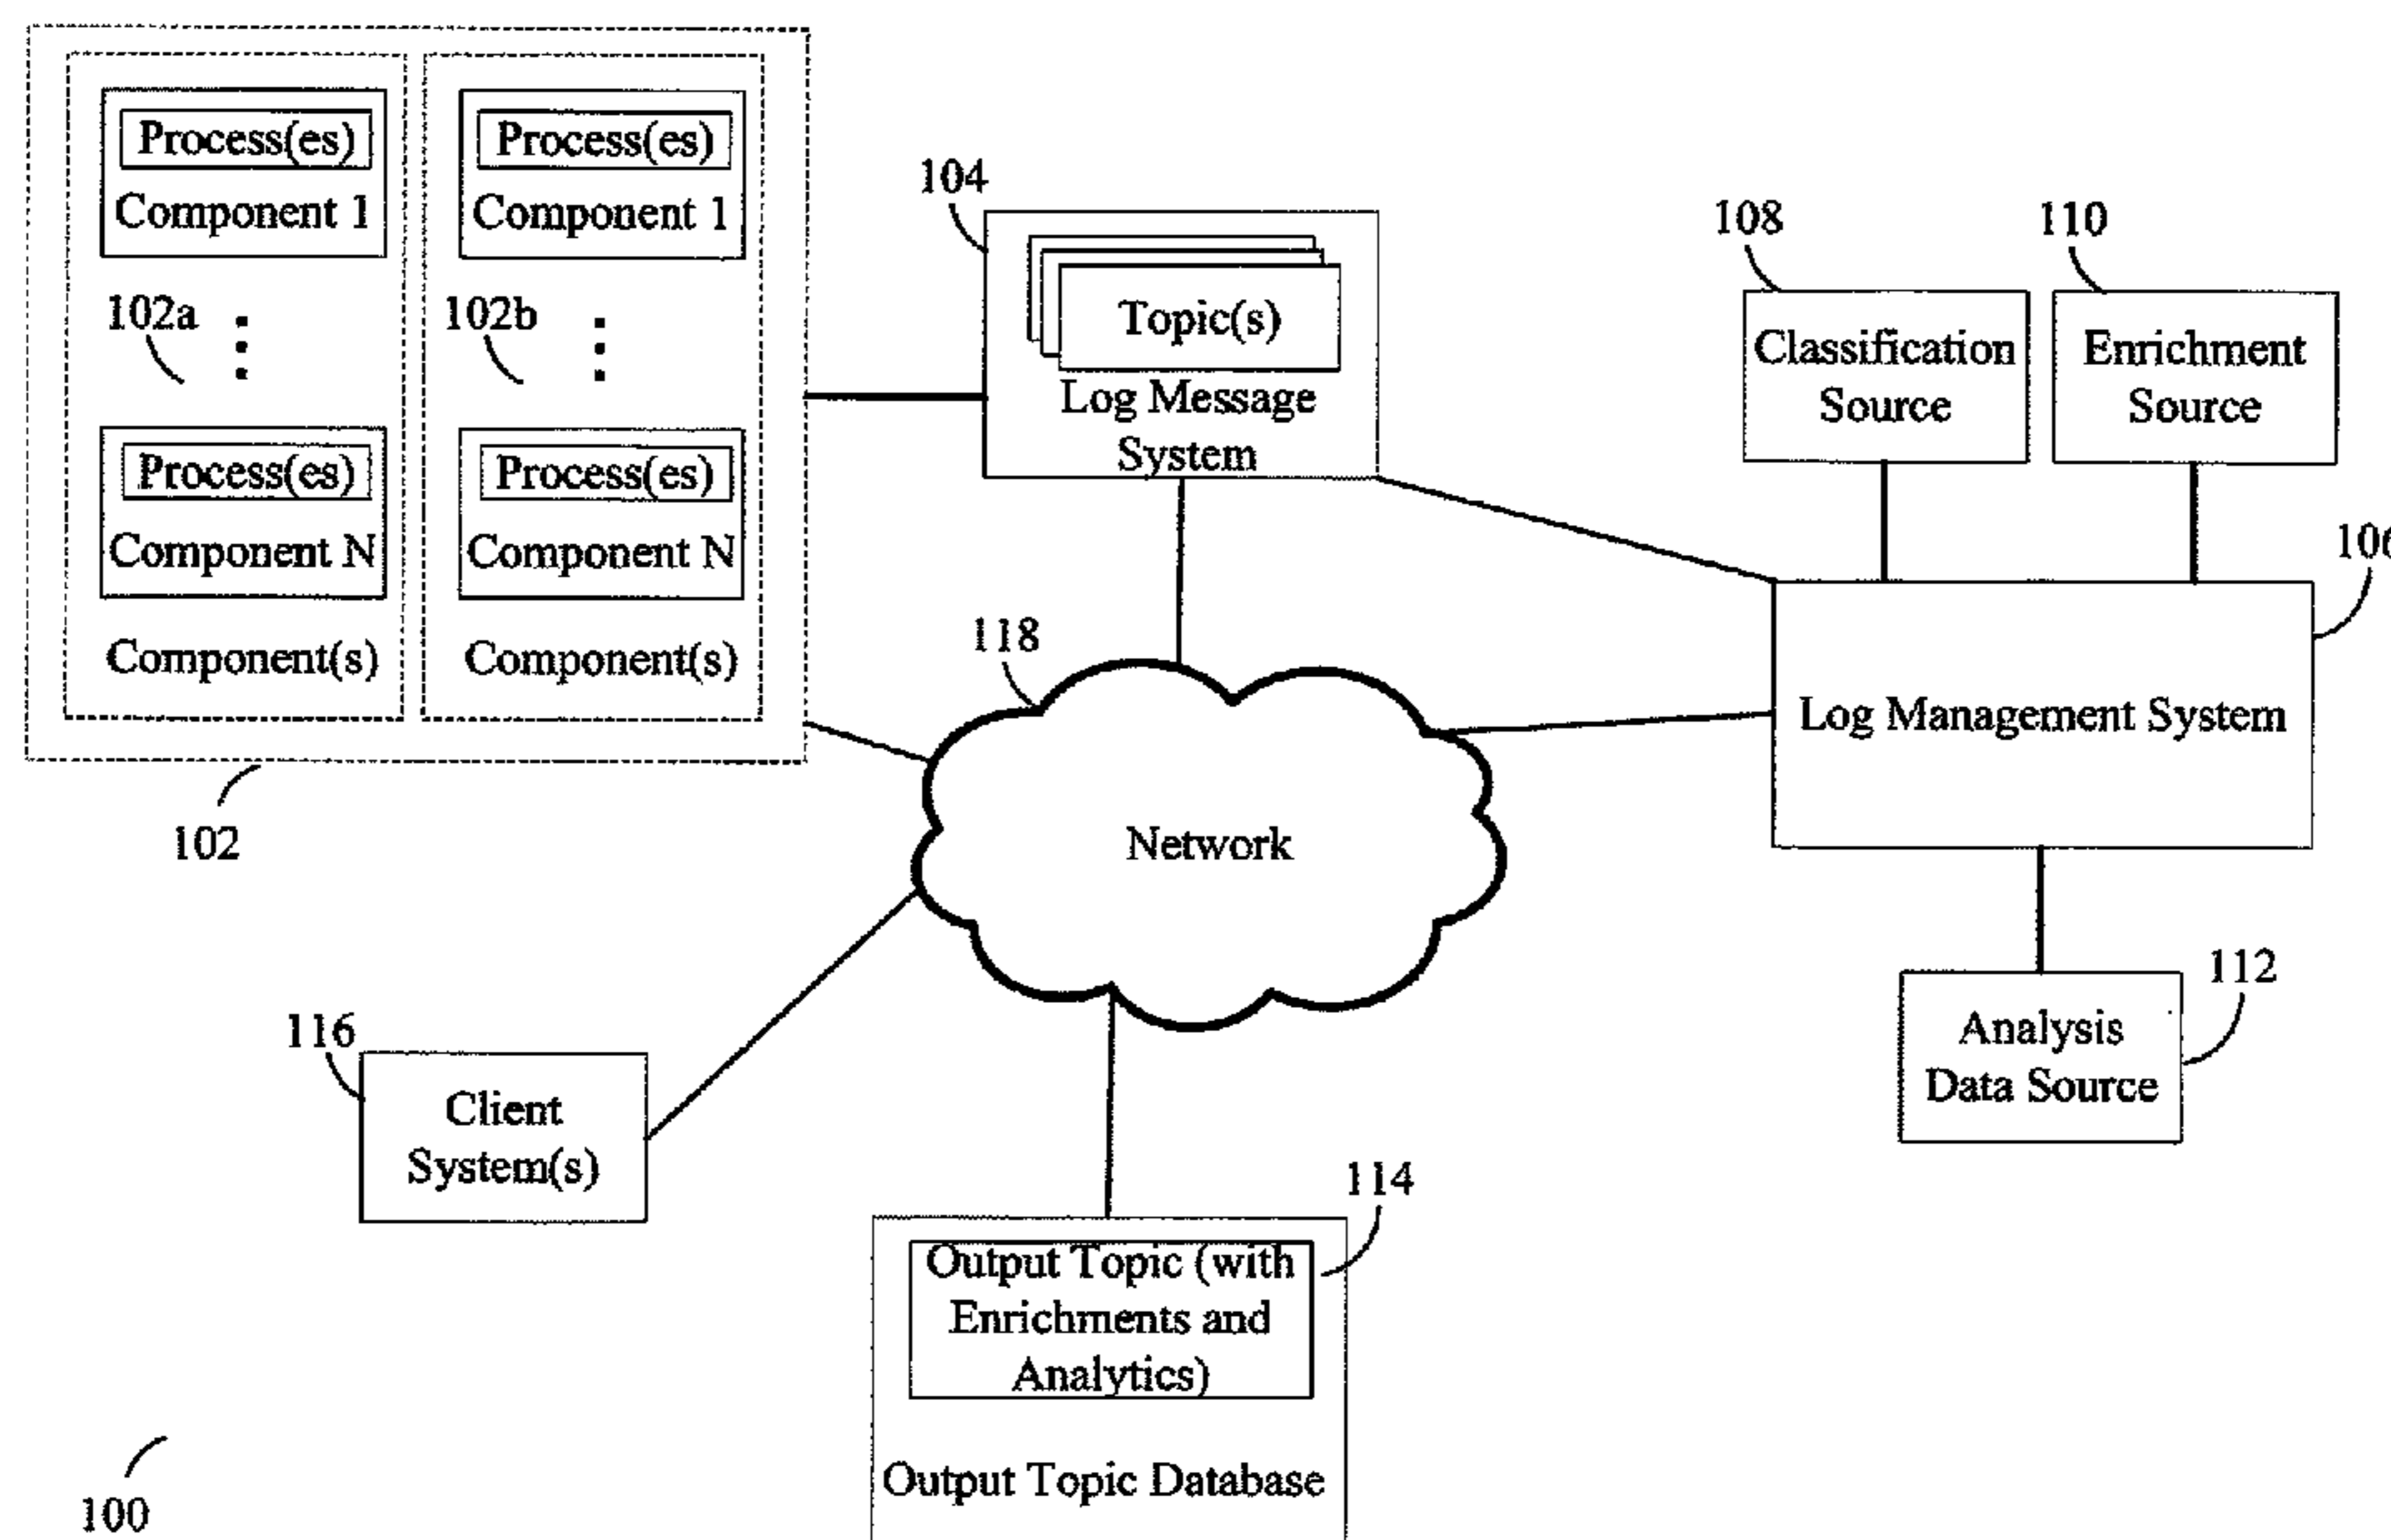 Process(es)
Component 1
102a
Process(es)
Component N
Component(s)
Process(es)
Component 1
102b
Process(es)
Component N
Component(s)
102
104
Topic(s)
Log Message
System
108
Classification
Source
110
Enrichment
Source
106
Log Management System
118
Network
112
Analysis
Data Source
116
Client
System(s)
114
Output Topic (with
Enrichments and
Analytics)
Output Topic Database
100